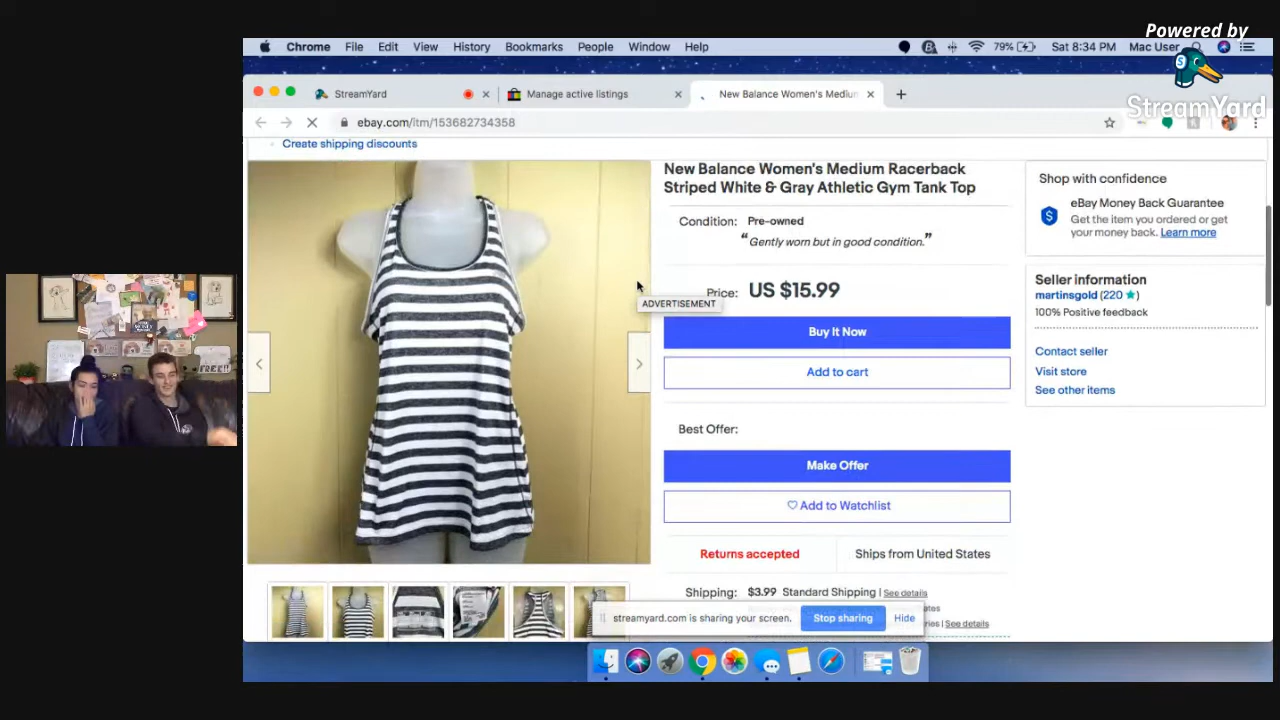 Powered by
StreamYard
Chrome File Edit View History Bookmarks People Window Help
79% Sat 8:34 PM Mac User
StreamYard
Manage active listings
New Balance Women's Medium
ebay.com/itm/153682734358
Create shipping discounts
New Balance Women's Medium Racerback
Striped White & Gray Athletic Gym Tank Top
Condition: Pre-owned
“Gently worn but in good condition.”
ADVERTISEMENT
Price: US $15.99
Buy It Now
Add to cart
Best Offer:
Make Offer
Add to Watchlist
Returns accepted
Ships from United States
Shipping: $3.99 Standard Shipping | See details
See details
Shop with confidence
eBay Money Back Guarantee
Get the item you ordered or get
your money back. Learn more
Seller information
martinsgold (220 ★)
100% Positive feedback
Contact seller
Visit store
See other items
streamyard.com is sharing your screen.
Stop sharing
Hide
FREE!!